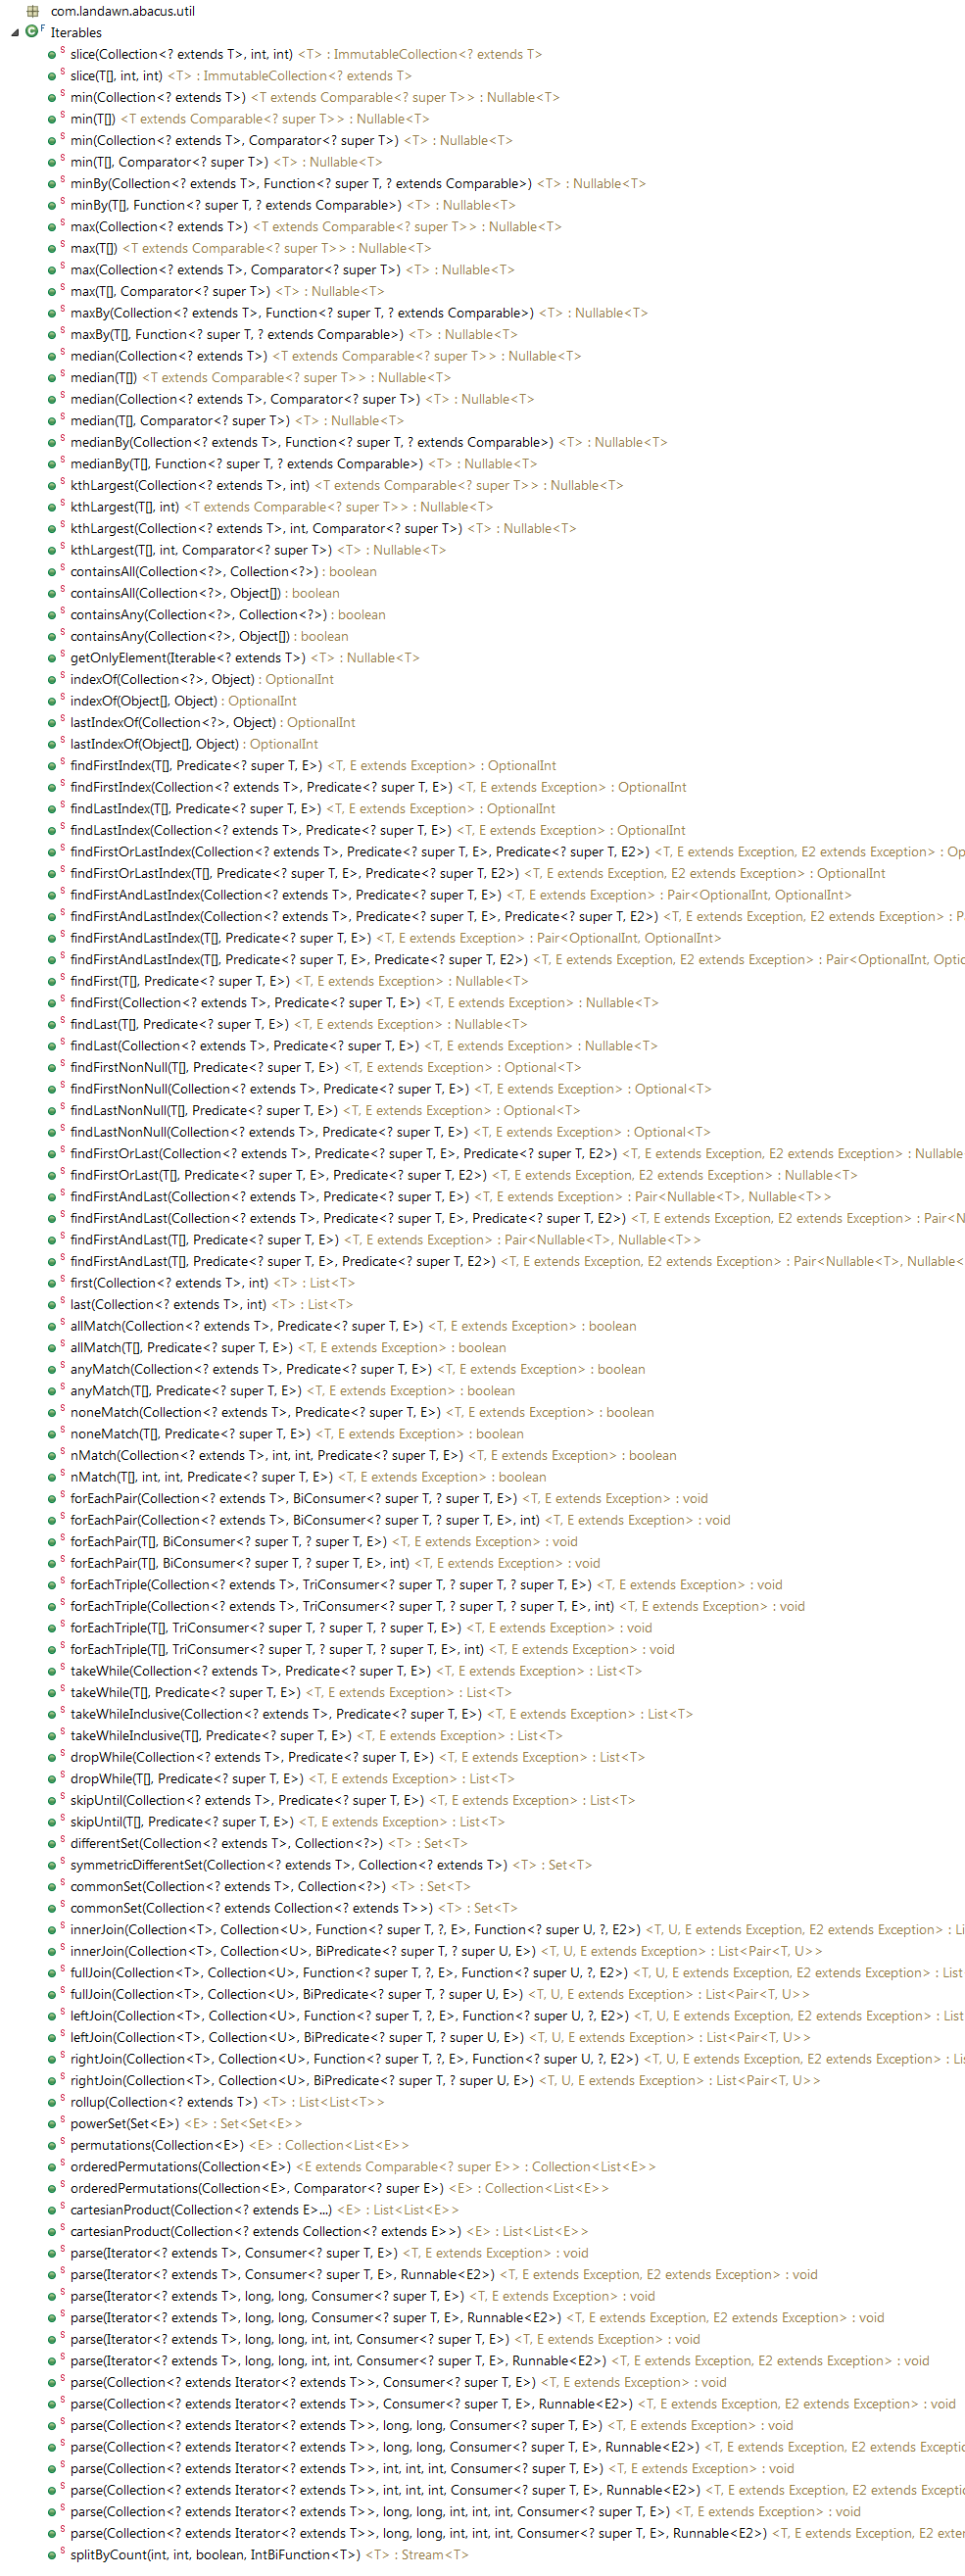 com.landawn.abacus.util
Iterables
slice(Collection<? extends T>, int, int) <T> : ImmutableCollection<? extends T>
slice(T[], int, int) <T> : ImmutableCollection<? extends T>
min(Collection<? extends T>) <T extends Comparable<? super T>> : Nullable<T>
min(T[]) <T extends Comparable<? super T>> : Nullable<T>
min(Collection<? extends T>, Comparator<? super T>) <T> : Nullable<T>
min(T[], Comparator<? super T>) <T> : Nullable<T>
minBy(Collection<? extends T>, Function<? super T, ? extends Comparable>) <T> : Nullable<T>
minBy(T[], Function<? super T, ? extends Comparable>) <T> : Nullable<T>
max(Collection<? extends T>) <T extends Comparable<? super T>> : Nullable<T>
max(T[]) <T extends Comparable<? super T>> : Nullable<T>
max(Collection<? extends T>, Comparator<? super T>) <T> : Nullable<T>
max(T[], Comparator<? super T>) <T> : Nullable<T>
maxBy(Collection<? extends T>, Function<? super T, ? extends Comparable>) <T> : Nullable<T>
maxBy(T[], Function<? super T, ? extends Comparable>) <T> : Nullable<T>
median(Collection<? extends T>) <T extends Comparable<? super T>> : Nullable<T>
median(T[]) <T extends Comparable<? super T>> : Nullable<T>
median(Collection<? extends T>, Comparator<? super T>) <T> : Nullable<T>
median(T[], Comparator<? super T>) <T> : Nullable<T>
medianBy(Collection<? extends T>, Function<? super T, ? extends Comparable>) <T> : Nullable<T>
medianBy(T[], Function<? super T, ? extends Comparable>) <T> : Nullable<T>
kthLargest(Collection<? extends T>, int) <T extends Comparable<? super T>> : Nullable<T>
kthLargest(T[], int) <T extends Comparable<? super T>> : Nullable<T>
kthLargest(Collection<? extends T>, int, Comparator<? super T>) <T> : Nullable<T>
kthLargest(T[], int, Comparator<? super T>) <T> : Nullable<T>
containsAll(Collection<?>, Collection<?>) : boolean
containsAll(Collection<?>, Object[]) : boolean
containsAny(Collection<?>, Collection<?>) : boolean
containsAny(Collection<?>, Object[]) : boolean
getOnlyElement(Iterable<? extends T>) <T> : Nullable<T>
indexOf(Collection<?>, Object) : OptionalInt
indexOf(Object[], Object) : OptionalInt
lastIndexOf(Collection<?>, Object) : OptionalInt
lastIndexOf(Object[], Object) : OptionalInt
findFirstIndex(T[], Predicate<? super T, E>) <T, E extends Exception> : OptionalInt
findFirstIndex(Collection<? extends T>, Predicate<? super T, E>) <T, E extends Exception> : OptionalInt
findLastIndex(T[], Predicate<? super T, E>) <T, E extends Exception> : OptionalInt
findLastIndex(Collection<? extends T>, Predicate<? super T, E>) <T, E extends Exception> : OptionalInt
findFirstOrLastIndex(Collection<? extends T>, Predicate<? super T, E>, Predicate<? super T, E2>) <T, E extends Exception, E2 extends Exception> : Op
findFirstOrLastIndex(T[], Predicate<? super T, E>, Predicate<? super T, E2>) <T, E extends Exception, E2 extends Exception> : OptionalInt
findFirstAndLastIndex(Collection<? extends T>, Predicate<? super T, E>) <T, E extends Exception> : Pair<OptionalInt, OptionalInt>
findFirstAndLastIndex(Collection<? extends T>, Predicate<? super T, E>, Predicate<? super T, E2>) <T, E extends Exception, E2 extends Exception> : P
findFirstAndLastIndex(T[], Predicate<? super T, E>) <T, E extends Exception> : Pair<OptionalInt, OptionalInt>
findFirstAndLastIndex(T[], Predicate<? super T, E>, Predicate<? super T, E2>) <T, E extends Exception, E2 extends Exception> : Pair<OptionalInt, Optic
findFirst(T[], Predicate<? super T, E>) <T, E extends Exception> : Nullable<T>
findFirst(Collection<? extends T>, Predicate<? super T, E>) <T, E extends Exception> : Nullable<T>
findLast(T[], Predicate<? super T, E>) <T, E extends Exception> : Nullable<T>
findLast(Collection<? extends T>, Predicate<? super T, E>) <T, E extends Exception> : Nullable<T>
findFirstNonNull(T[], Predicate<? super T, E>) <T, E extends Exception> : Optional<T>
findFirstNonNull(Collection<? extends T>, Predicate<? super T, E>) <T, E extends Exception> : Optional<T>
findLastNonNull(T[], Predicate<? super T, E>) <T, E extends Exception> : Optional<T>
findLastNonNull(Collection<? extends T>, Predicate<? super T, E>) <T, E extends Exception> : Optional<T>
findFirstOrLast(Collection<? extends T>, Predicate<? super T, E>, Predicate<? super T, E2>) <T, E extends Exception, E2 extends Exception> : Nullable
findFirstOrLast(T[], Predicate<? super T, E>, Predicate<? super T, E2>) <T, E extends Exception, E2 extends Exception> : Nullable<T>
findFirstAndLast(Collection<? extends T>, Predicate<? super T, E>) <T, E extends Exception> : Pair<Nullable<T>, Nullable<T>>
findFirstAndLast(Collection<? extends T>, Predicate<? super T, E>, Predicate<? super T, E2>) <T, E extends Exception, E2 extends Exception> : Pair<N
findFirstAndLast(T[], Predicate<? super T, E>) <T, E extends Exception> : Pair<Nullable<T>, Nullable<T>>
findFirstAndLast(T[], Predicate<? super T, E>, Predicate<? super T, E2>) <T, E extends Exception, E2 extends Exception> : Pair<Nullable<T>, Nullable<
first(Collection<? extends T>, int) <T> : List<T>
last(Collection<? extends T>, int) <T> : List<T>
allMatch(Collection<? extends T>, Predicate<? super T, E>) <T, E extends Exception> : boolean
allMatch(T[], Predicate<? super T, E>) <T, E extends Exception> : boolean
anyMatch(Collection<? extends T>, Predicate<? super T, E>) <T, E extends Exception> : boolean
anyMatch(T[], Predicate<? super T, E>) <T, E extends Exception> : boolean
noneMatch(Collection<? extends T>, Predicate<? super T, E>) <T, E extends Exception> : boolean
noneMatch(T[], Predicate<? super T, E>) <T, E extends Exception> : boolean
nMatch(Collection<? extends T>, int, int, Predicate<? super T, E>) <T, E extends Exception> : boolean
nMatch(T[], int, int, Predicate<? super T, E>) <T, E extends Exception> : boolean
forEachPair(Collection<? extends T>, BiConsumer<? super T, ? super T, E>) <T, E extends Exception> : void
forEachPair(Collection<? extends T>, BiConsumer<? super T, ? super T, E>, int) <T, E extends Exception> : void
forEachPair(T[], BiConsumer<? super T, ? super T, E>) <T, E extends Exception> : void
forEachPair(T[], BiConsumer<? super T, ? super T, E>, int) <T, E extends Exception> : void
forEachTriple(Collection<? extends T>, TriConsumer<? super T, ? super T, ? super T, E>) <T, E extends Exception> : void
forEachTriple(Collection<? extends T>, TriConsumer<? super T, ? super T, ? super T, E>, int) <T, E extends Exception> : void
forEachTriple(T[], TriConsumer<? super T, ? super T, ? super T, E>) <T, E extends Exception> : void
forEachTriple(T[], TriConsumer<? super T, ? super T, ? super T, E>, int) <T, E extends Exception> : void
takeWhile(Collection<? extends T>, Predicate<? super T, E>) <T, E extends Exception> : List<T>
takeWhile(T[], Predicate<? super T, E>) <T, E extends Exception> : List<T>
takeWhileInclusive(Collection<? extends T>, Predicate<? super T, E>) <T, E extends Exception> : List<T>
takeWhileInclusive(T[], Predicate<? super T, E>) <T, E extends Exception> : List<T>
dropWhile(Collection<? extends T>, Predicate<? super T, E>) <T, E extends Exception> : List<T>
dropWhile(T[], Predicate<? super T, E>) <T, E extends Exception> : List<T>
skipUntil(Collection<? extends T>, Predicate<? super T, E>) <T, E extends Exception> : List<T>
skipUntil(T[], Predicate<? super T, E>) <T, E extends Exception> : List<T>
differentSet(Collection<? extends T>, Collection<?>) <T> : Set<T>
symmetricDifferentSet(Collection<? extends T>, Collection<? extends T>) <T> : Set<T>
commonSet(Collection<? extends T>, Collection<?>) <T> : Set<T>
commonSet(Collection<? extends Collection<? extends T>>) <T> : Set<T>
innerJoin(Collection<T>, Collection<U>, Function<? super T, ?, E>, Function<? super U, ?, E2>) <T, U, E extends Exception, E2 extends Exception> : Li
innerJoin(Collection<T>, Collection<U>, BiPredicate<? super T, ? super U, E>) <T, U, E extends Exception> : List<Pair<T, U>>
fullJoin(Collection<T>, Collection<U>, Function<? super T, ?, E>, Function<? super U, ?, E2>) <T, U, E extends Exception, E2 extends Exception> : List
fullJoin(Collection<T>, Collection<U>, BiPredicate<? super T, ? super U, E>) <T, U, E extends Exception> : List<Pair<T, U>>
leftJoin(Collection<T>, Collection<U>, Function<? super T, ?, E>, Function<? super U, ?, E2>) <T, U, E extends Exception, E2 extends Exception> : List
leftJoin(Collection<T>, Collection<U>, BiPredicate<? super T, ? super U, E>) <T, U, E extends Exception> : List<Pair<T, U>>
rightJoin(Collection<T>, Collection<U>, Function<? super T, ?, E>, Function<? super U, ?, E2>) <T, U, E extends Exception, E2 extends Exception> : Lis
rightJoin(Collection<T>, Collection<U>, BiPredicate<? super T, ? super U, E>) <T, U, E extends Exception> : List<Pair<T, U>>
rollup(Collection<? extends T>) <T> : List<List<T>>
powerSet(Set<E>) <E> : Set<Set<E>>
permutations(Collection<E>) <E> : Collection<List<E>>
orderedPermutations(Collection<E>) <E extends Comparable<? super E>> : Collection<List<E>>
orderedPermutations(Collection<E>, Comparator<? super E>) <E> : Collection<List<E>>
cartesianProduct(Collection<? extends E>...) <E> : List<List<E>>
cartesianProduct(Collection<? extends Collection<? extends E>>) <E> : List<List<E>>
parse(Iterator<? extends T>, Consumer<? super T, E>) <T, E extends Exception> : void
parse(Iterator<? extends T>, Consumer<? super T, E>, Runnable<E2>) <T, E extends Exception, E2 extends Exception> : void
parse(Iterator<? extends T>, long, long, Consumer<? super T, E>) <T, E extends Exception> : void
parse(Iterator<? extends T>, long, long, Consumer<? super T, E>, Runnable<E2>) <T, E extends Exception, E2 extends Exception> : void
parse(Iterator<? extends T>, long, long, int, int, Consumer<? super T, E>) <T, E extends Exception> : void
parse(Iterator<? extends T>, long, long, int, int, Consumer<? super T, E>, Runnable<E2>) <T, E extends Exception, E2 extends Exception> : void
parse(Collection<? extends Iterator<? extends T>>, Consumer<? super T, E>) <T, E extends Exception> : void
parse(Collection<? extends Iterator<? extends T>>, Consumer<? super T, E>, Runnable<E2>) <T, E extends Exception, E2 extends Exception> : void
parse(Collection<? extends Iterator<? extends T>>, long, long, Consumer<? super T, E>) <T, E extends Exception> : void
parse(Collection<? extends Iterator<? extends T>>, long, long, Consumer<? super T, E>, Runnable<E2>) <T, E extends Exception, E2 extends Exceptio
parse(Collection<? extends Iterator<? extends T>>, int, int, int, Consumer<? super T, E>) <T, E extends Exception> : void
parse(Collection<? extends Iterator<? extends T>>, int, int, int, Consumer<? super T, E>, Runnable<E2>) <T, E extends Exception, E2 extends Exceptio
parse(Collection<? extends Iterator<? extends T>>, long, long, int, int, int, Consumer<? super T, E>) <T, E extends Exception> : void
parse(Collection<? extends Iterator<? extends T>>, long, long, int, int, int, Consumer<? super T, E>, Runnable<E2>) <T, E extends Exception, E2 exter
splitByCount(int, int, boolean, IntBiFunction<T>) <T> : Stream<T>